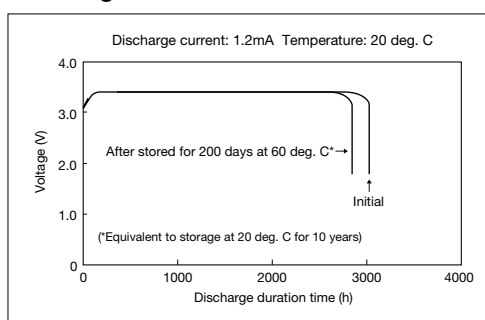 Discharge current: 1.2mA Temperature: 20 deg. C
4.0
3.0
2.0
1.0
0
Voltage (V)
After stored for 200 days at 60 deg. C*
Initial
(*Equivalent to storage at 20 deg. C for 10 years)
0 1000 2000 3000 4000
Discharge duration time (h)